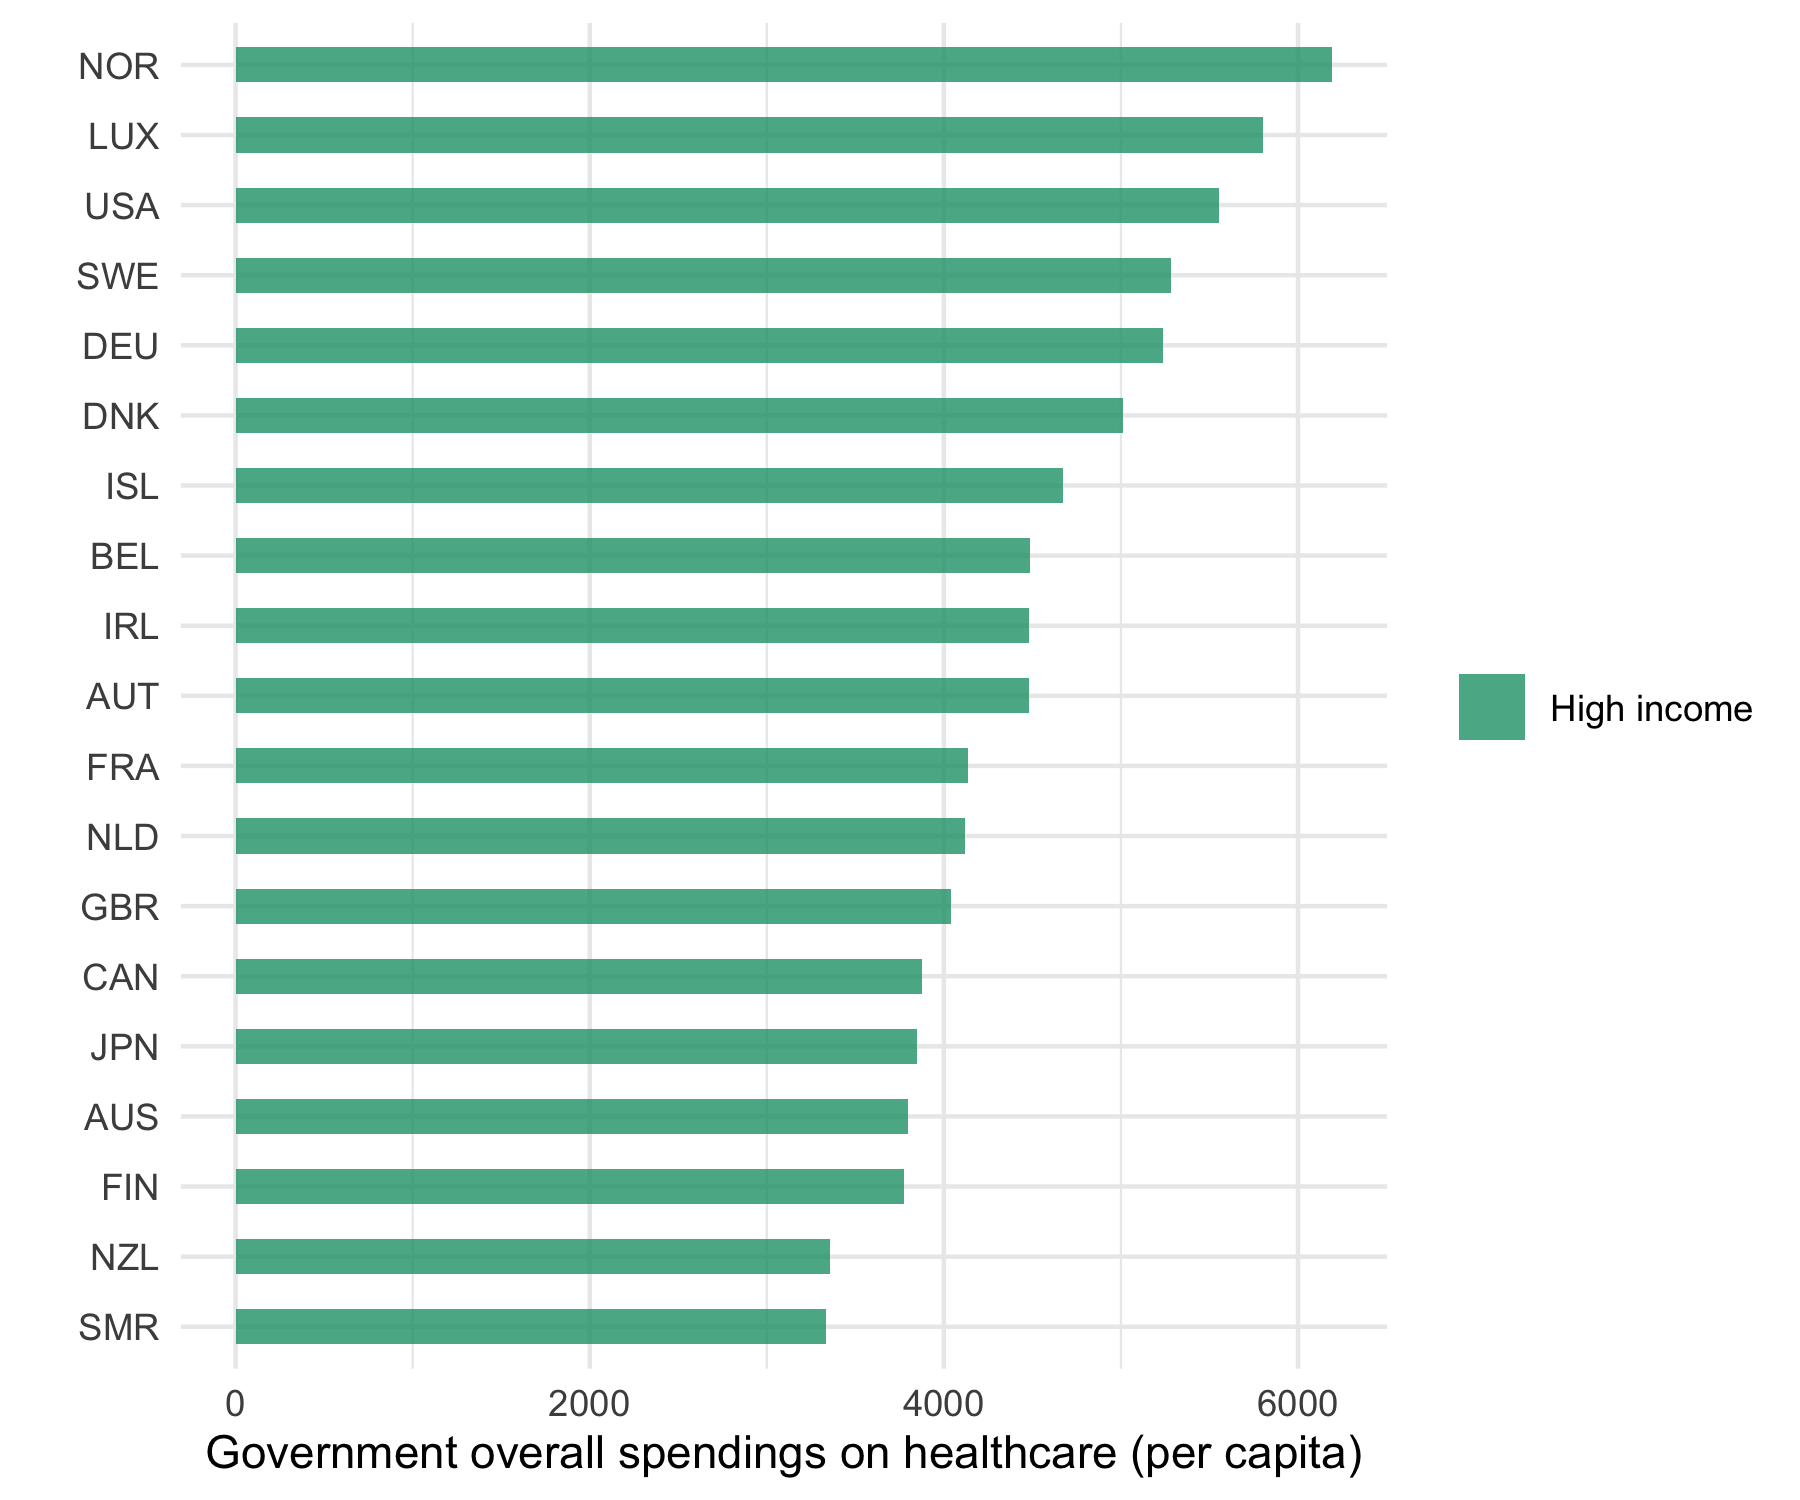 NOR
LUX
USA
SWE
DEU
DNK
ISL
BEL
IRL
AUT
FRA
NLD
GBR
CAN
JPN
AUS
FIN
NZL
SMR
0 2000 4000 6000
Government overall spendings on healthcare (per capita)
High income